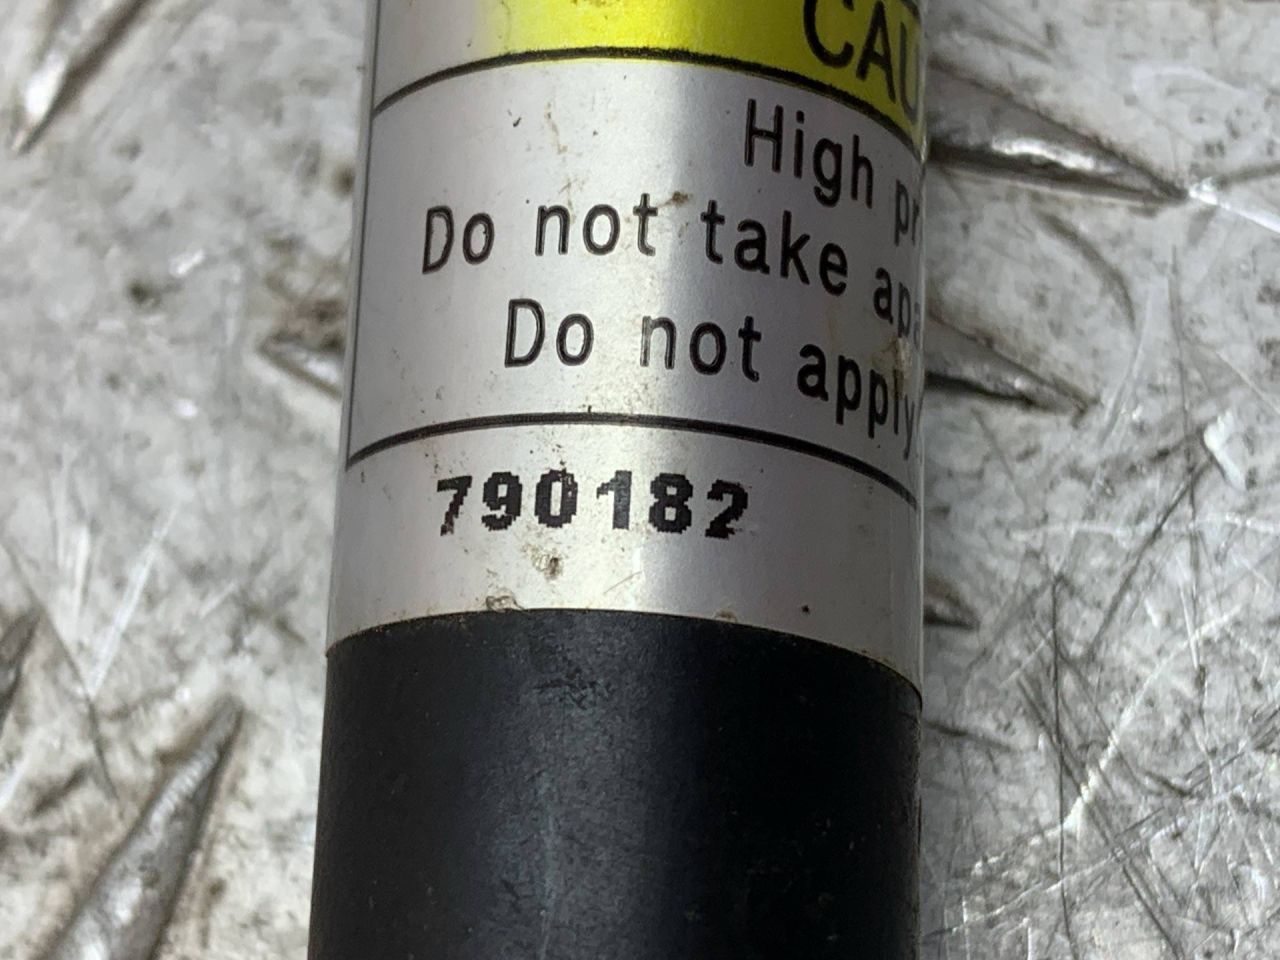 CAU
High pr
Do not take apa
Do not apply
790182